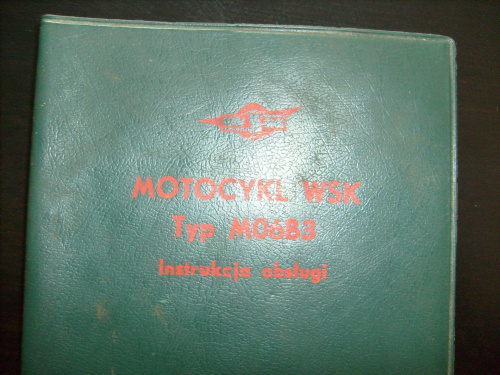 MOTOCYKL WSK
Typ M06B3
Instrukcja obsługi